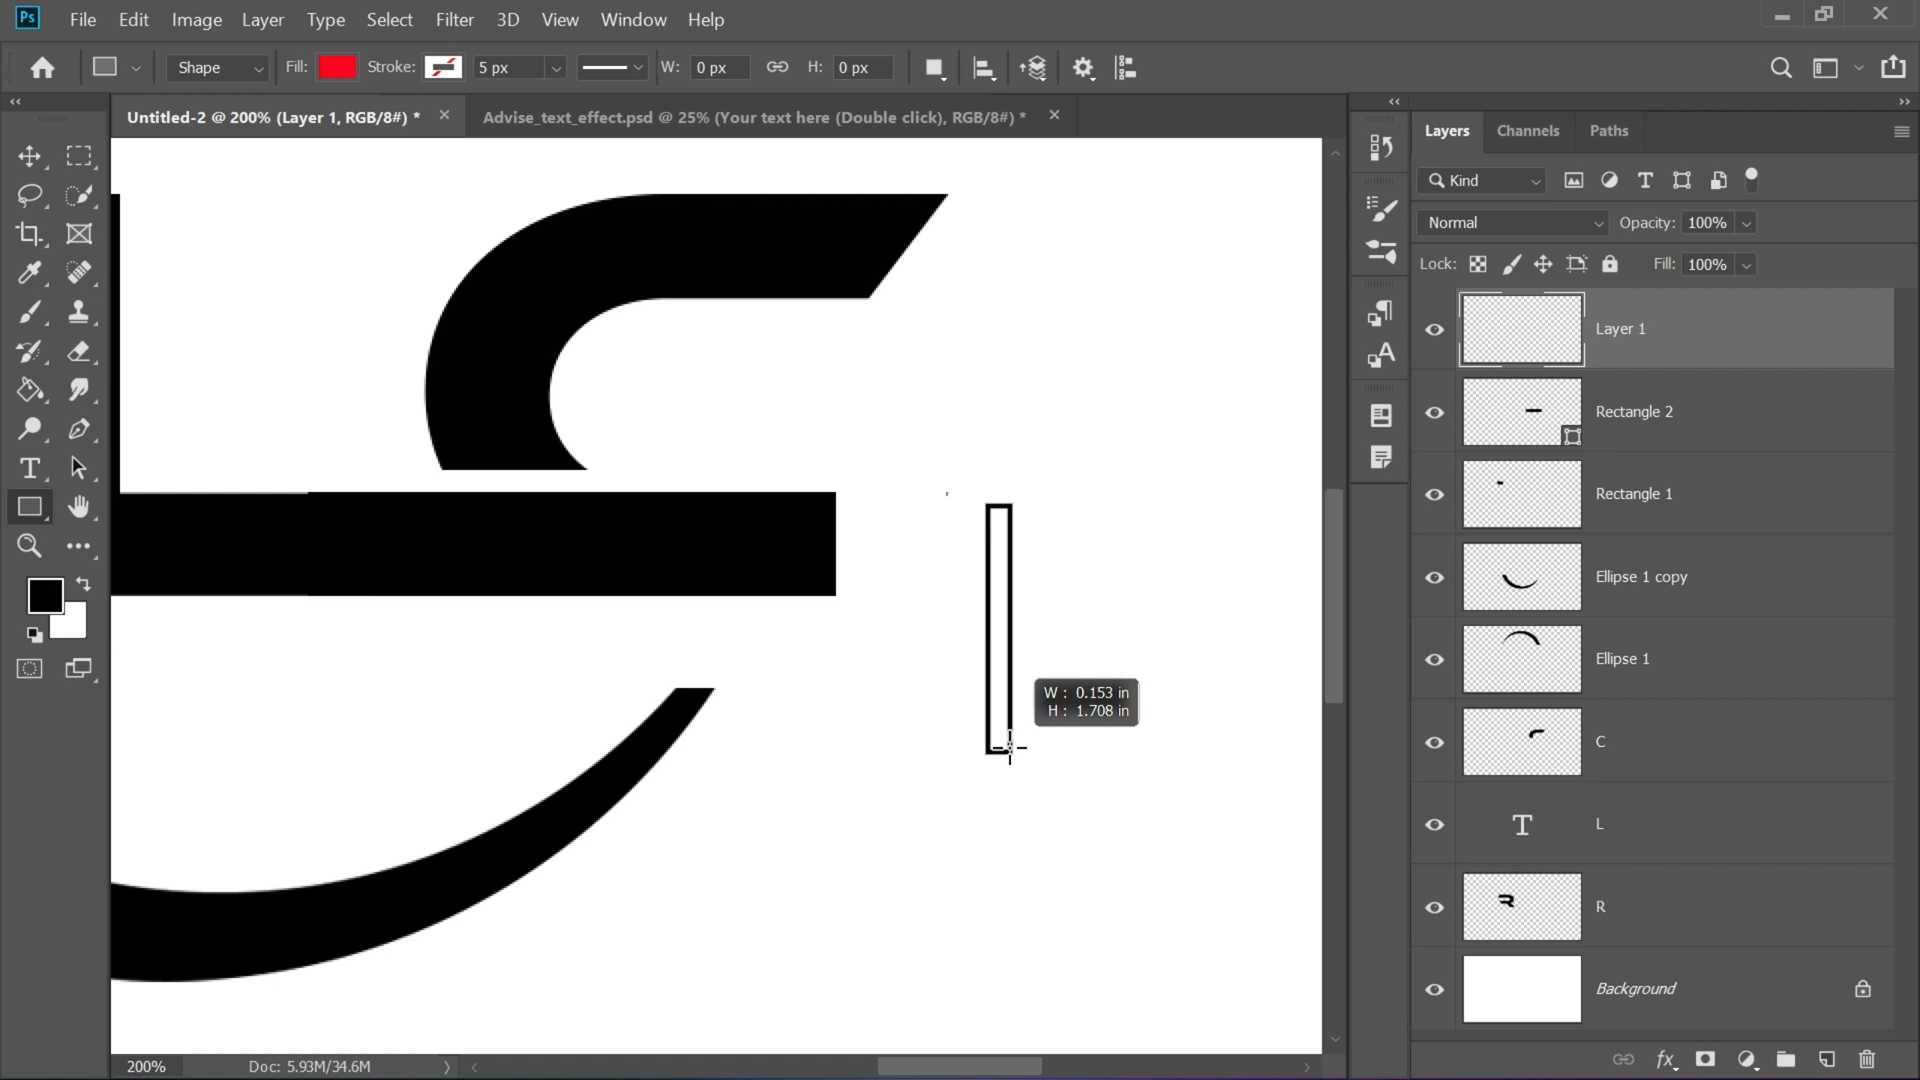 Ps File Edit Image Layer Type Select Filter 3D View Window Help
Shape Fill: Stroke: 5 px W: 0 px H: 0 px
Untitled-2 @ 200% (Layer 1, RGB/8#) * Advise_text_effect.psd @ 25% (Your text here (Double click), RGB/8#) *
Layers Channels Paths
Kind
Normal Opacity: 100%
Lock: Fill: 100%
Layer 1
Rectangle 2
Rectangle 1
Ellipse 1 copy
Ellipse 1
C
L
R
Background
W : 0.153 in
H : 1.708 in
200% Doc: 5.93M/34.6M